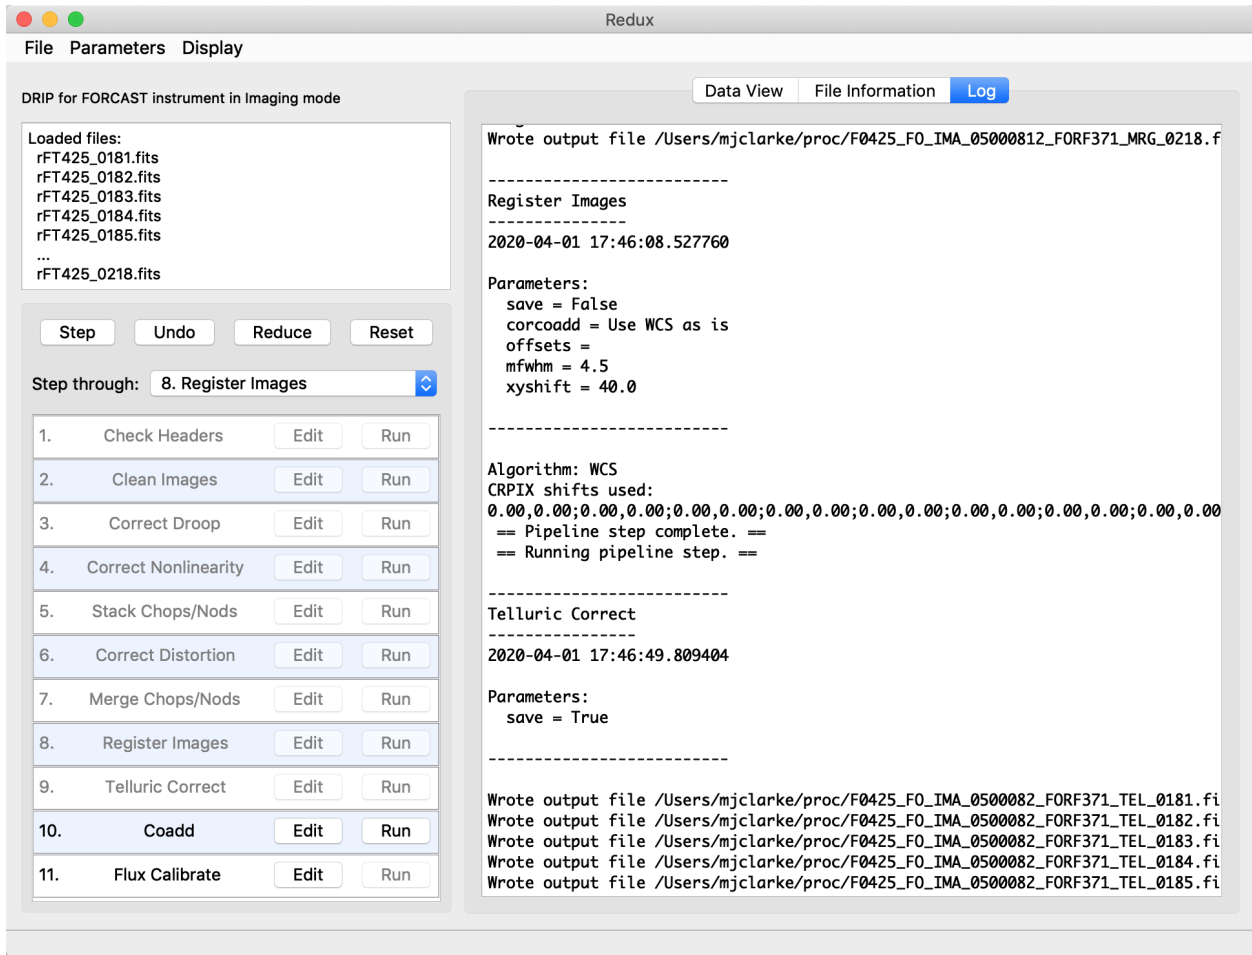 Redux
File Parameters Display
DRIP for FORCAST instrument in Imaging mode
Loaded files:
rFT425_0181.fits
rFT425_0182.fits
rFT425_0183.fits
rFT425_0184.fits
rFT425_0185.fits
...
rFT425_0218.fits
Step Undo Reduce Reset
Step through: 8. Register Images
1. Check Headers Edit Run
2. Clean Images Edit Run
3. Correct Droop Edit Run
4. Correct Nonlinearity Edit Run
5. Stack Chops/Nods Edit Run
6. Correct Distortion Edit Run
7. Merge Chops/Nods Edit Run
8. Register Images Edit Run
9. Telluric Correct Edit Run
10. Coadd Edit Run
11. Flux Calibrate Edit Run
Data View File Information Log
Wrote output file /Users/mjclarke/proc/F0425_FO_IMA_05000812_FORF371_MRG_0218.f
--------------------------
Register Images
---------------
2020-04-01 17:46:08.527760
Parameters:
save = False
corcoadd = Use WCS as is
offsets =
mfwhm = 4.5
xyshift = 40.0
--------------------------
Algorithm: WCS
CRPIX shifts used:
0.00,0.00;0.00,0.00;0.00,0.00;0.00,0.00;0.00,0.00;0.00,0.00;0.00,0.00;0.00,0.00
== Pipeline step complete. ==
== Running pipeline step. ==
--------------------------
Telluric Correct
----------------
2020-04-01 17:46:49.809404
Parameters:
save = True
--------------------------
Wrote output file /Users/mjclarke/proc/F0425_FO_IMA_0500082_FORF371_TEL_0181.fi
Wrote output file /Users/mjclarke/proc/F0425_FO_IMA_0500082_FORF371_TEL_0182.fi
Wrote output file /Users/mjclarke/proc/F0425_FO_IMA_0500082_FORF371_TEL_0183.fi
Wrote output file /Users/mjclarke/proc/F0425_FO_IMA_0500082_FORF371_TEL_0184.fi
Wrote output file /Users/mjclarke/proc/F0425_FO_IMA_0500082_FORF371_TEL_0185.fi